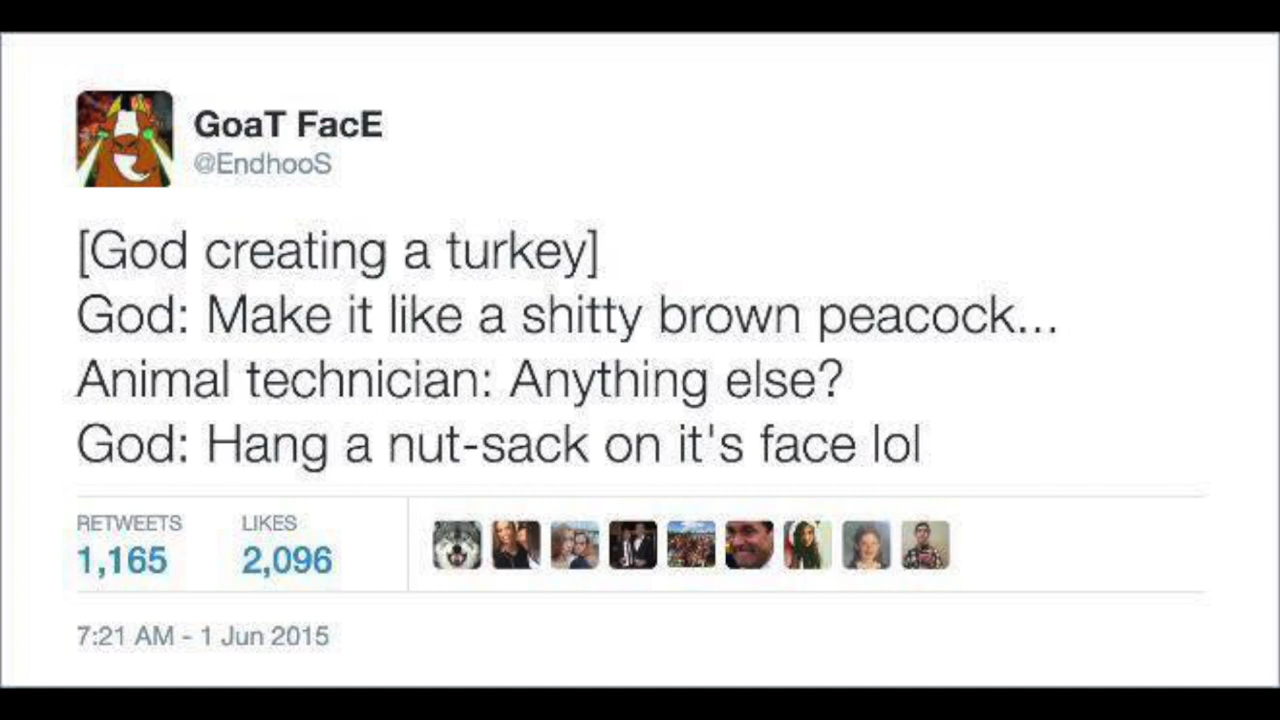 GoaT FacE
@EndhooS
[God creating a turkey]
God: Make it like a shitty brown peacock...
Animal technician: Anything else?
God: Hang a nut-sack on it's face lol
RETWEETS LIKES
1,165 2,096
7:21 AM - 1 Jun 2015